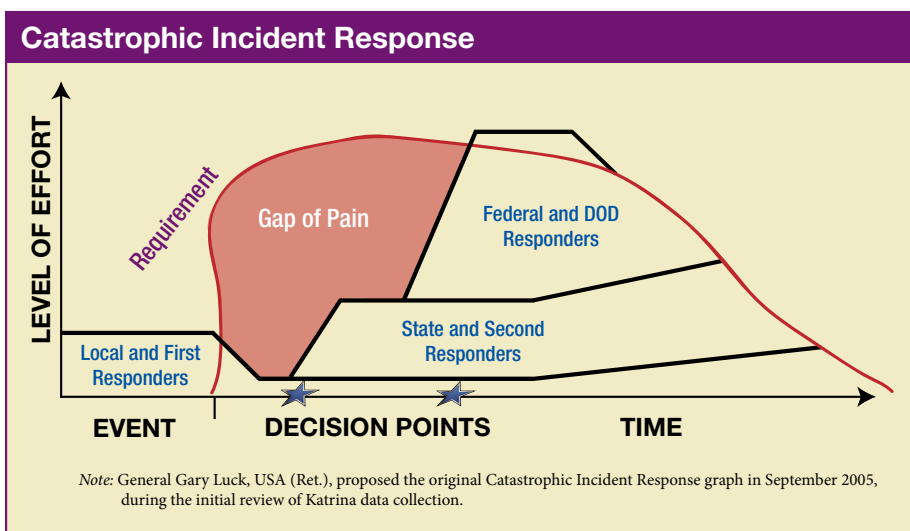 Catastrophic Incident Response
LEVEL OF EFFORT
Requirement
Gap of Pain
Federal and DOD
Responders
State and Second
Responders
Local and First
Responders
EVENT
DECISION POINTS
TIME
Note: General Gary Luck, USA (Ret.), proposed the original Catastrophic Incident Response graph in September 2005,
during the initial review of Katrina data collection.